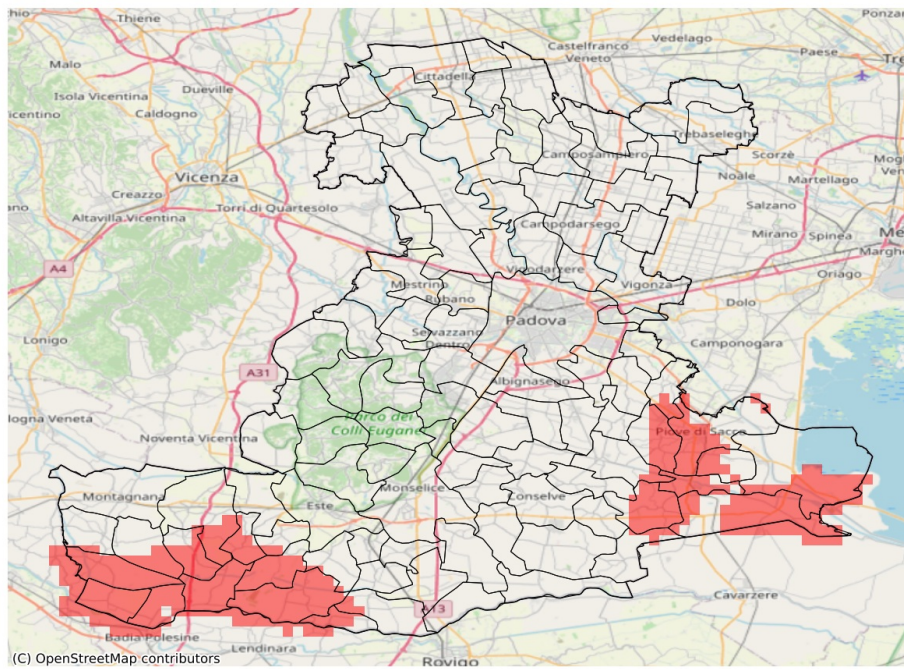 Thiene
Vedelago
Ponzan
Castelfranco
Veneto
Paese
Malo
Cittadella
Dueville
Isola Vicentina
Caldogno
Trebaseleghe
Camposampiero
Scorzè
Vicenza
Noale
Martellago
Creazzo
Salzano
Altavilla Vicentina
Torri di Quartesolo
Campodarsego
Mirano
Spinea
A4
Vigodarzere
Oriago
Mestrino
Vigonza
Rubano
Dolo
Padova
Selvazzano
Dentro
Lonigo
Camponogara
A31
Albignasego
Parco dei
Colli Euganei
Piove di Sacco
Noventa Vicentina
Monselice
Montagnana
Conselve
Este
Cavarzere
A13
Badia Polesine
Lendinara
Rovigo
(C) OpenStreetMap contributors